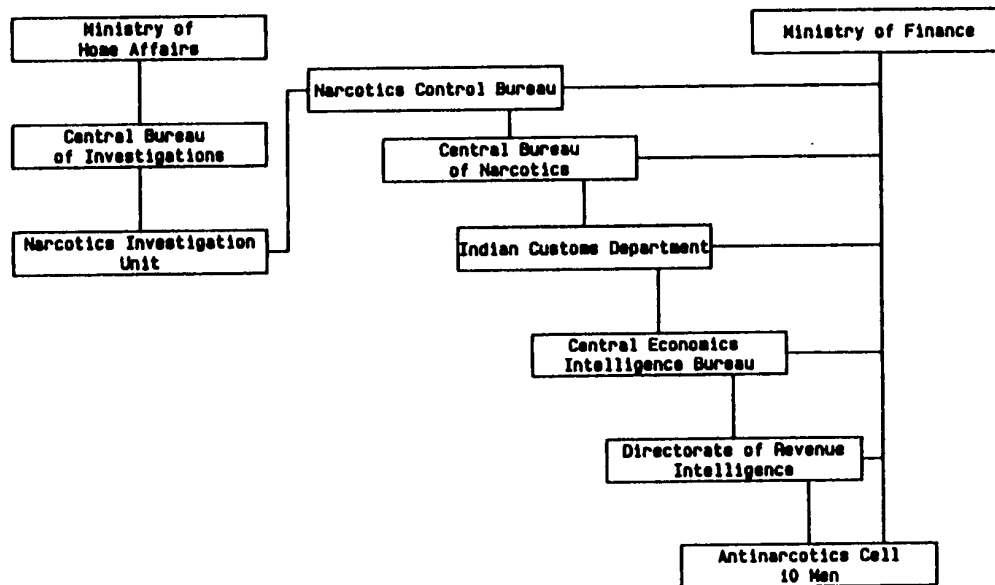 Ministry of
Home Affairs
Ministry of Finance
Narcotics Control Bureau
Central Bureau
of Investigations
Central Bureau
of Narcotics
Narcotics Investigation
Unit
Indian Customs Department
Central Economics
Intelligence Bureau
Directorate of Revenue
Intelligence
Antinarcotics Cell
10 Men